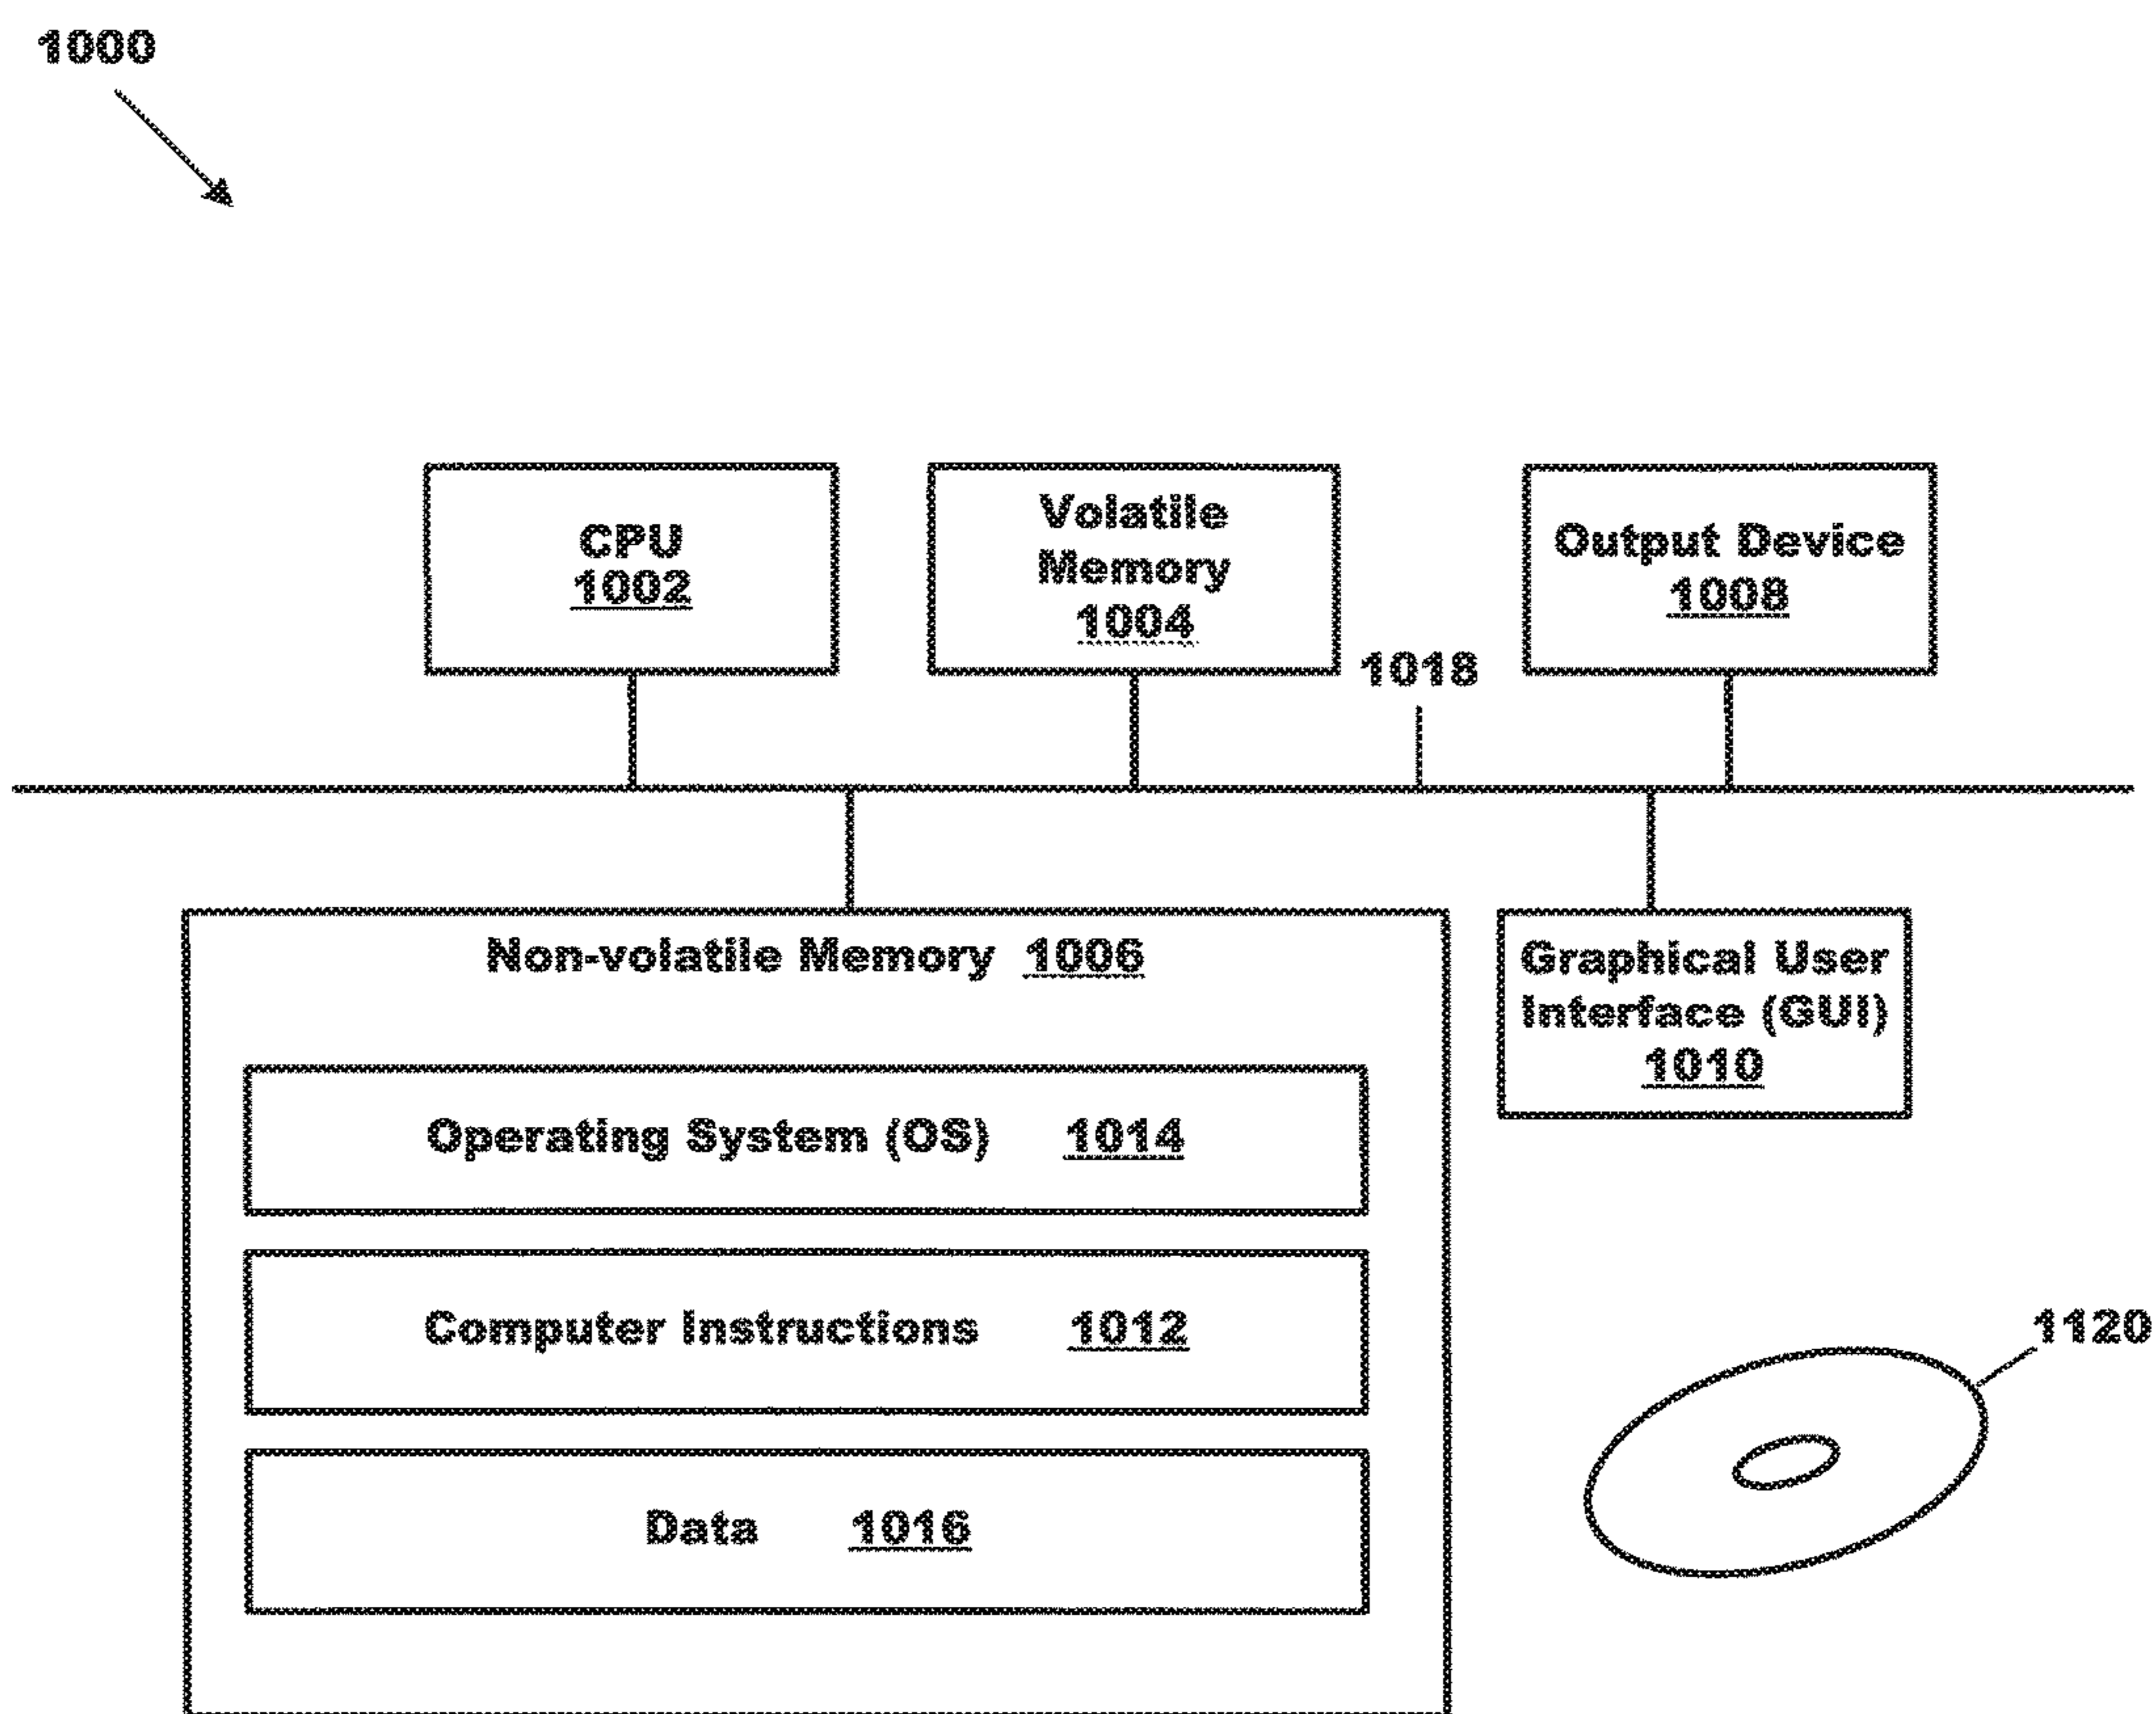 1000
CPU
1002
Volatile
Memory
1004
Output Device
1008
1018
Non-volatile Memory 1006
Graphical User
Interface (GUI)
1010
Operating System (OS) 1014
Computer Instructions 1012
1120
Data 1016